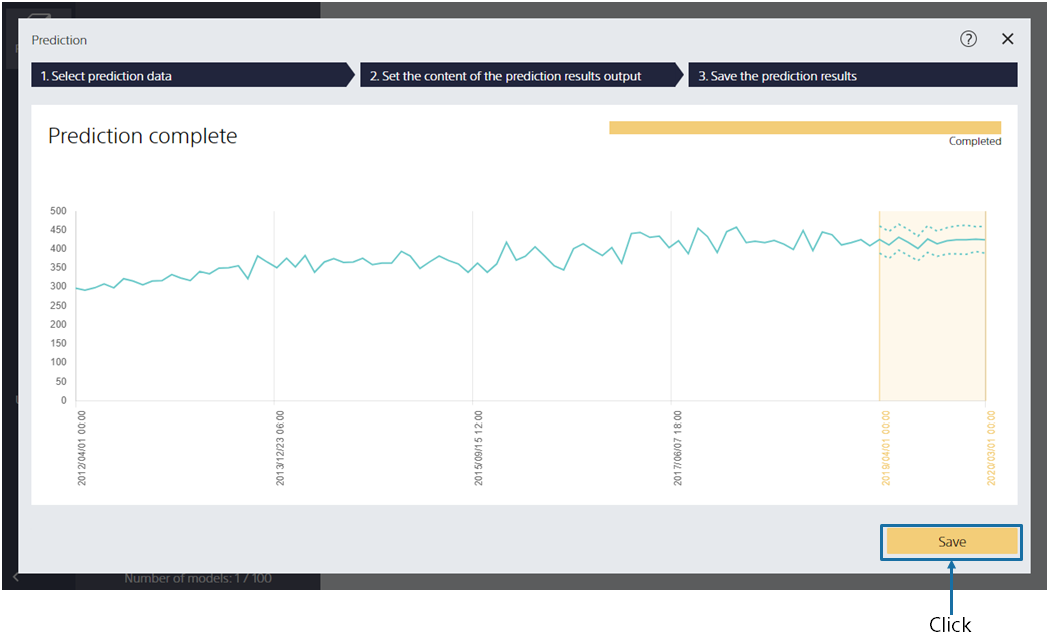 Prediction
?
1. Select prediction data
2. Set the content of the prediction results output
3. Save the prediction results
Prediction complete
Completed
500
450
400
350
300
250
200
150
100
50
0
2012/04/01 00:00
2013/12/23 06:00
2015/09/15 12:00
2017/06/07 18:00
2019/04/01 00:00
2020/03/01 00:00
Save
Number of models: 1 / 100
Click